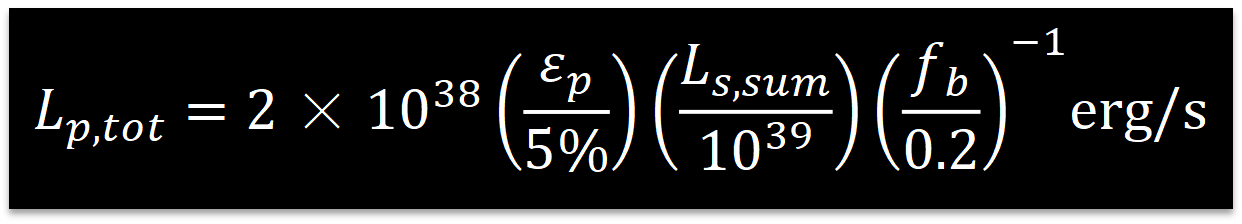 L_{p,tot} = 2 × 10^{38} (ε_p / 5%) (L_{s,sum} / 10^{39}) (f_b / 0.2)^{-1} erg/s